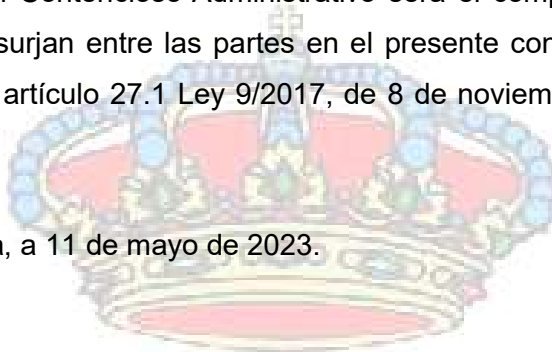 Contencioso-Administrativo será el comp
surjan entre las partes en el presente con
artículo 27.1 Ley 9/2017, de 8 de noviem
a, a 11 de mayo de 2023.